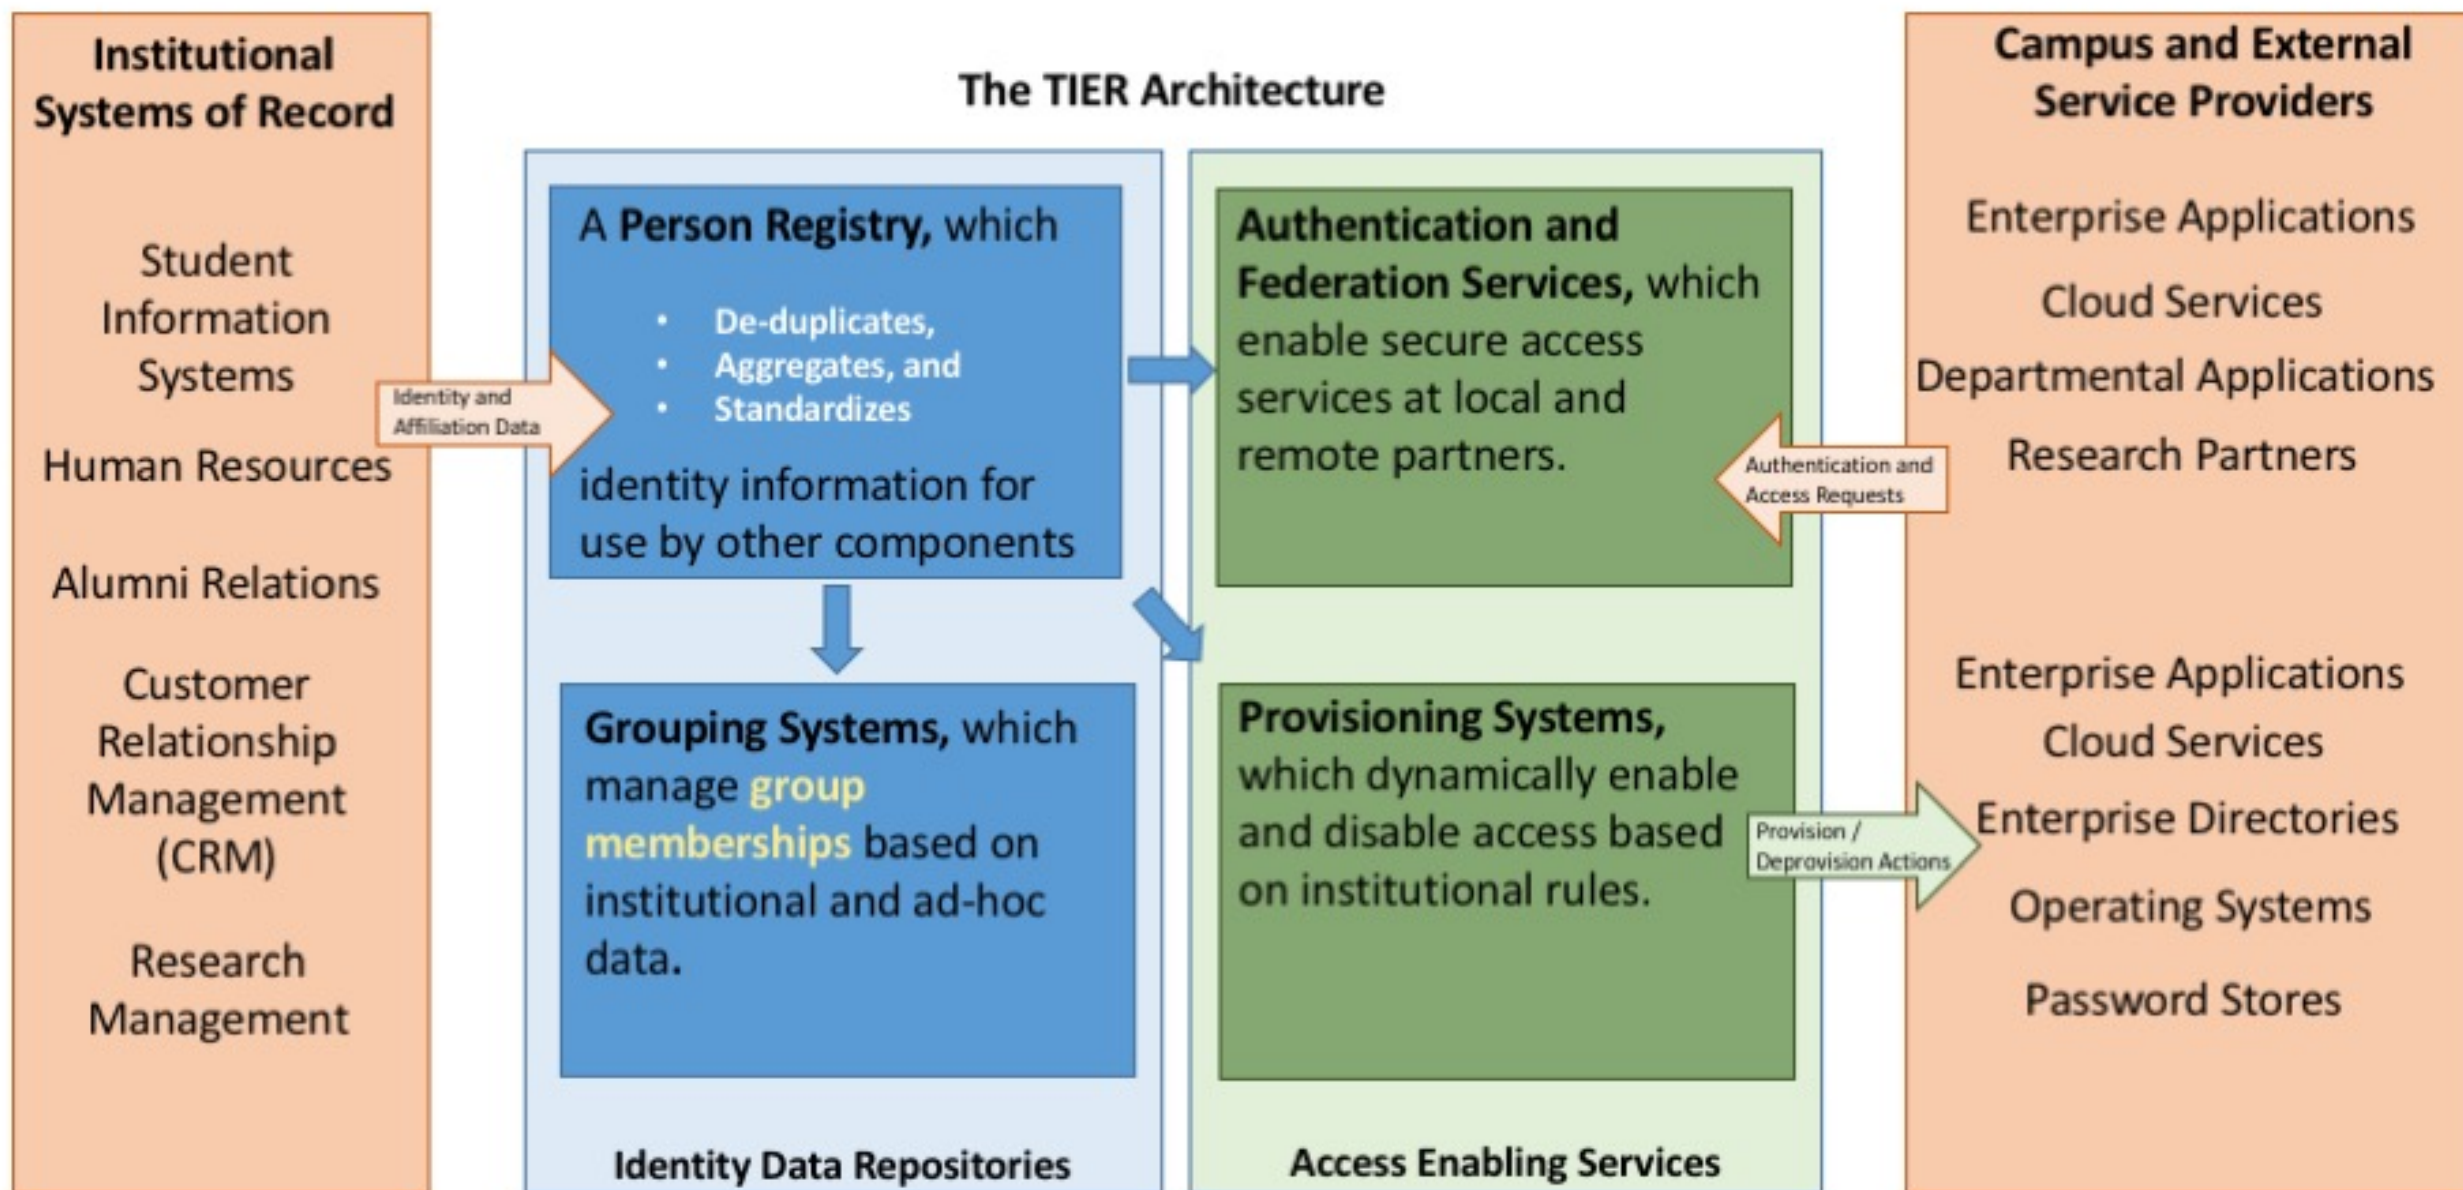 Institutional
Systems of Record
Student
Information
Systems
Human Resources
Alumni Relations
Customer
Relationship
Management
(CRM)
Research
Management
Identity and
Affiliation Data
The TIER Architecture
A Person Registry, which
• De-duplicates,
• Aggregates, and
• Standardizes
identity information for
use by other components
Grouping Systems, which
manage group
memberships based on
institutional and ad-hoc
data.
Identity Data Repositories
Authentication and
Federation Services, which
enable secure access
services at local and
remote partners.
Provisioning Systems,
which dynamically enable
and disable access based
on institutional rules.
Access Enabling Services
Authentication and
Access Requests
Provision /
Deprovision Actions
Campus and External
Service Providers
Enterprise Applications
Cloud Services
Departmental Applications
Research Partners
Enterprise Applications
Cloud Services
Enterprise Directories
Operating Systems
Password Stores